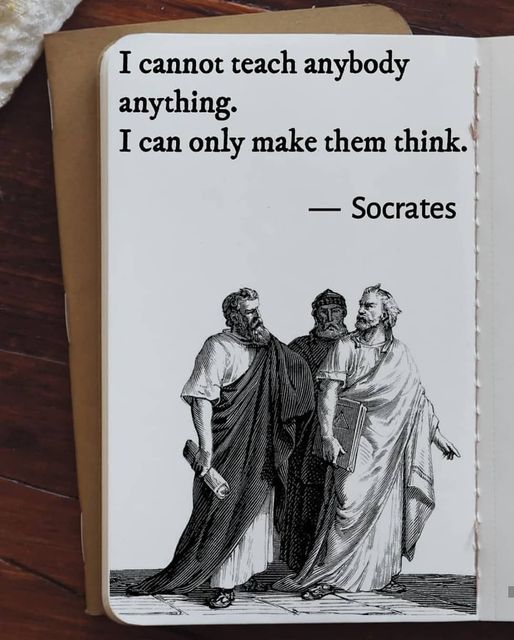 I cannot teach anybody
anything.
I can only make them think.
— Socrates